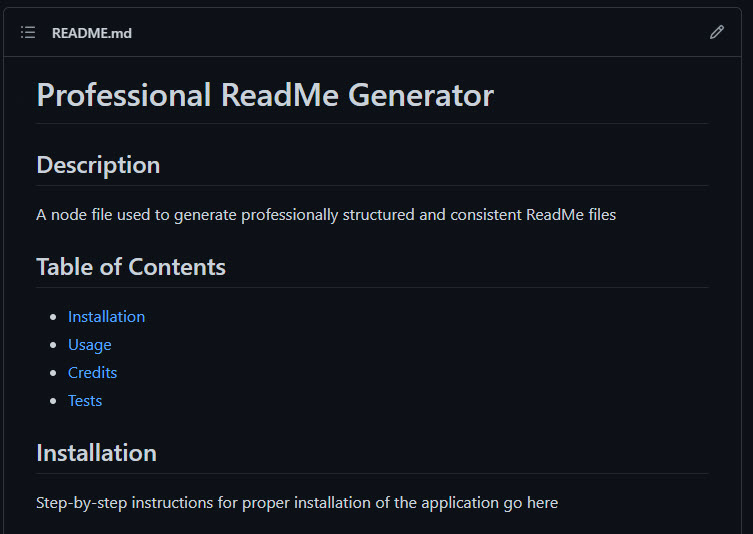 README.md
Professional ReadMe Generator
Description
A node file used to generate professionally structured and consistent ReadMe files
Table of Contents
Installation
Usage
Credits
Tests
Installation
Step-by-step instructions for proper installation of the application go here